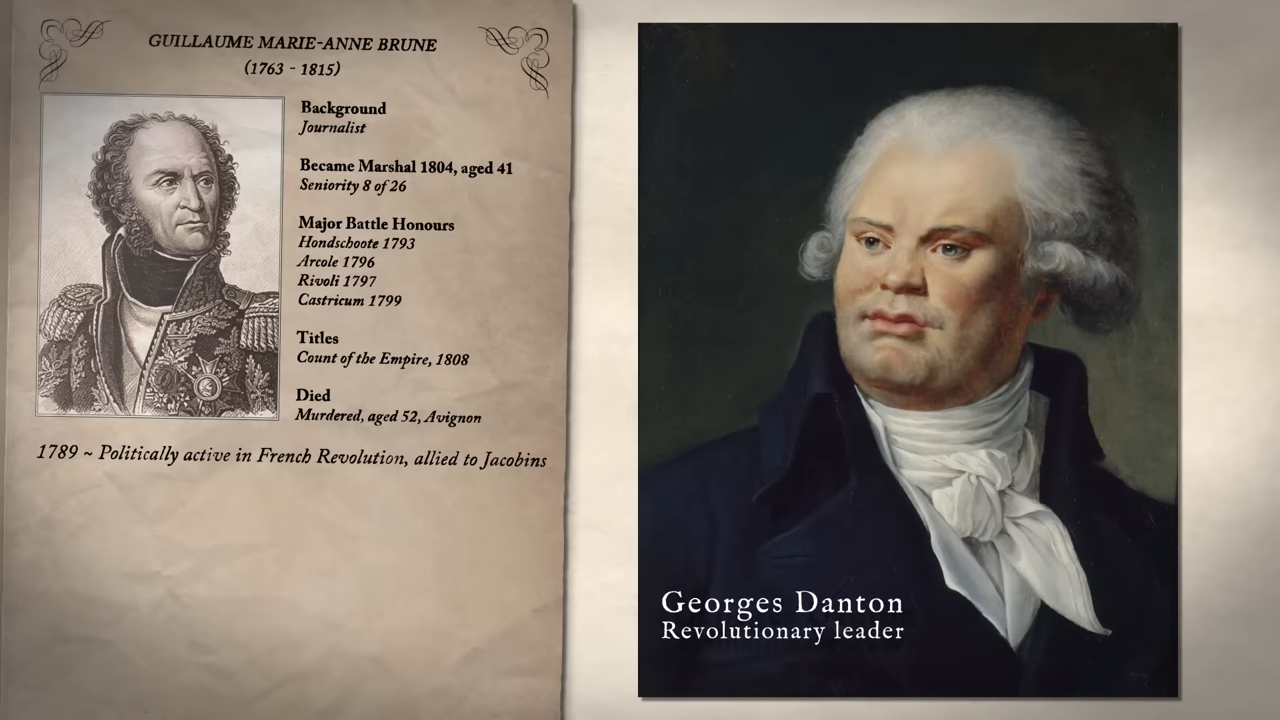 GUILLAUME MARIE-ANNE BRUNE
(1763 - 1815)
Background
Journalist
Became Marshal 1804, aged 41
Seniority 8 of 26
Major Battle Honours
Hondschoote 1793
Arcole 1796
Rivoli 1797
Castricum 1799
Titles
Count of the Empire, 1808
Died
Murdered, aged 52, Avignon
1789 ~ Politically active in French Revolution, allied to Jacobins
Georges Danton
Revolutionary leader